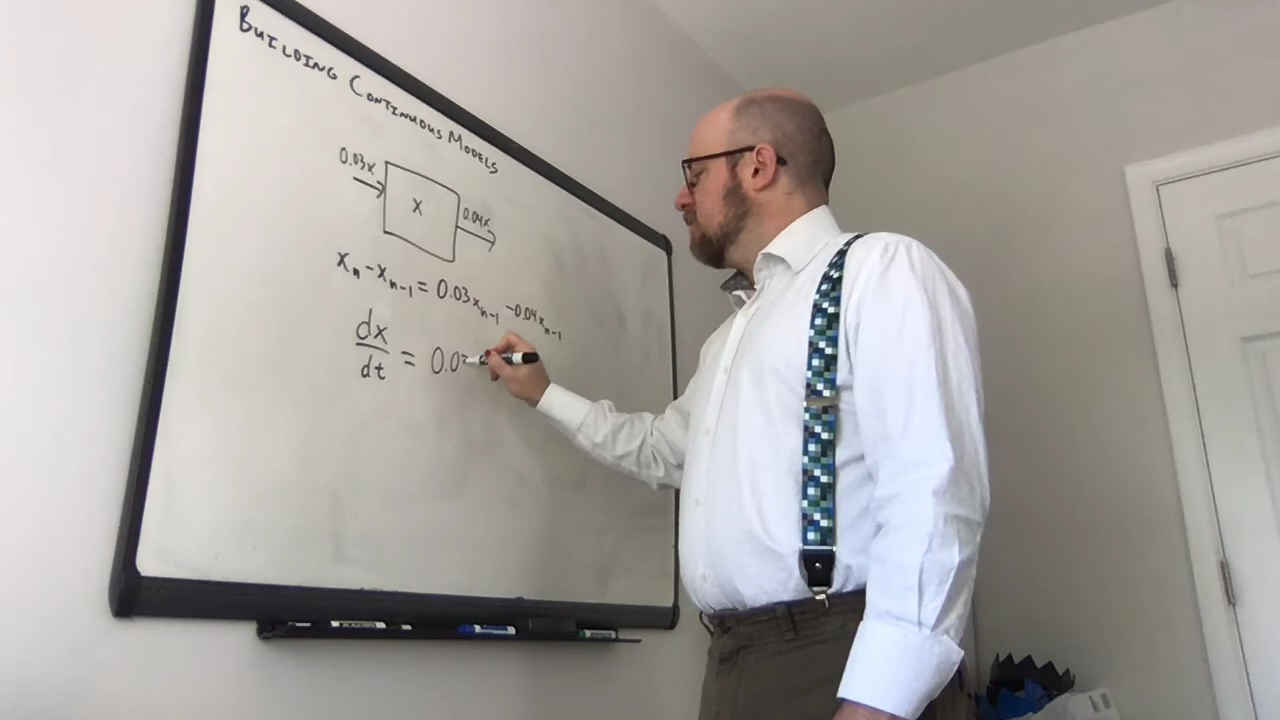 BUILDING CONTINUOUS MODELS
0.03x
x
0.04x
xₙ - xₙ₋₁ = 0.03xₙ₋₁ - 0.04xₙ₋₁
dx/dt = 0.0